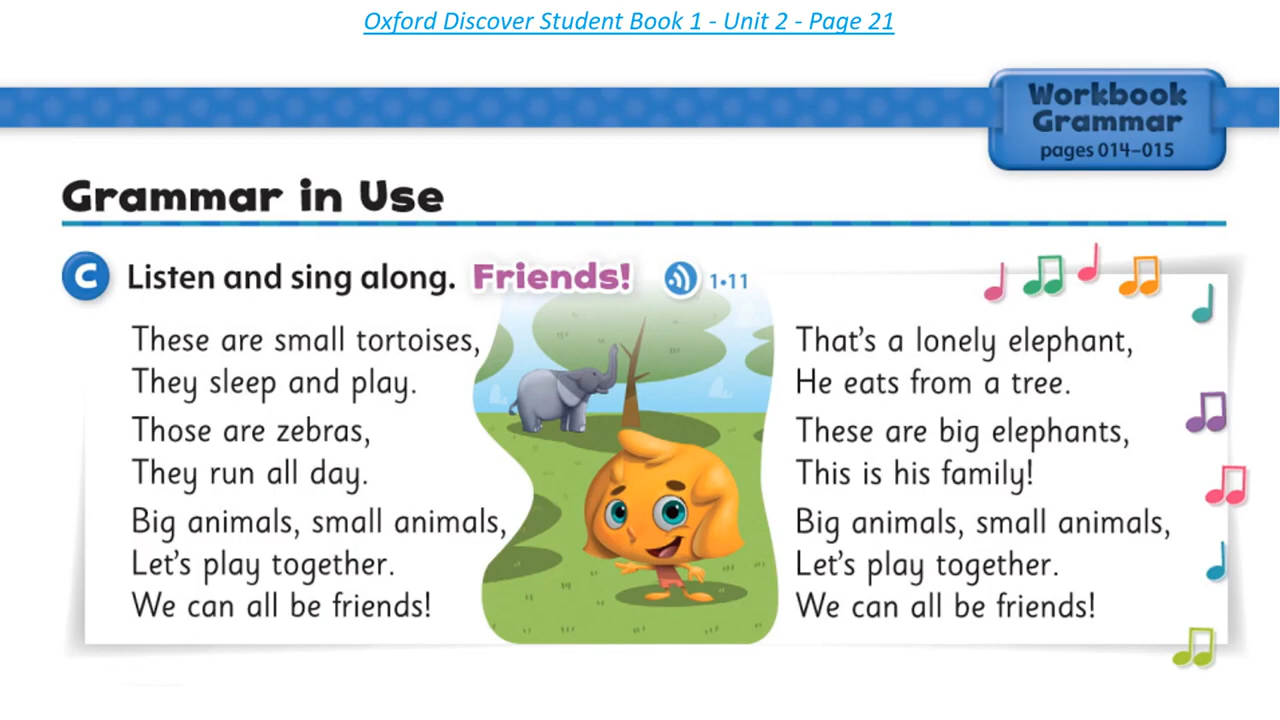 Oxford Discover Student Book 1 - Unit 2 - Page 21
Workbook
Grammar
pages 014–015
Grammar in Use
C Listen and sing along. Friends! 1•11
These are small tortoises,
They sleep and play.
Those are zebras,
They run all day.
Big animals, small animals,
Let's play together.
We can all be friends!
That's a lonely elephant,
He eats from a tree.
These are big elephants,
This is his family!
Big animals, small animals,
Let's play together.
We can all be friends!